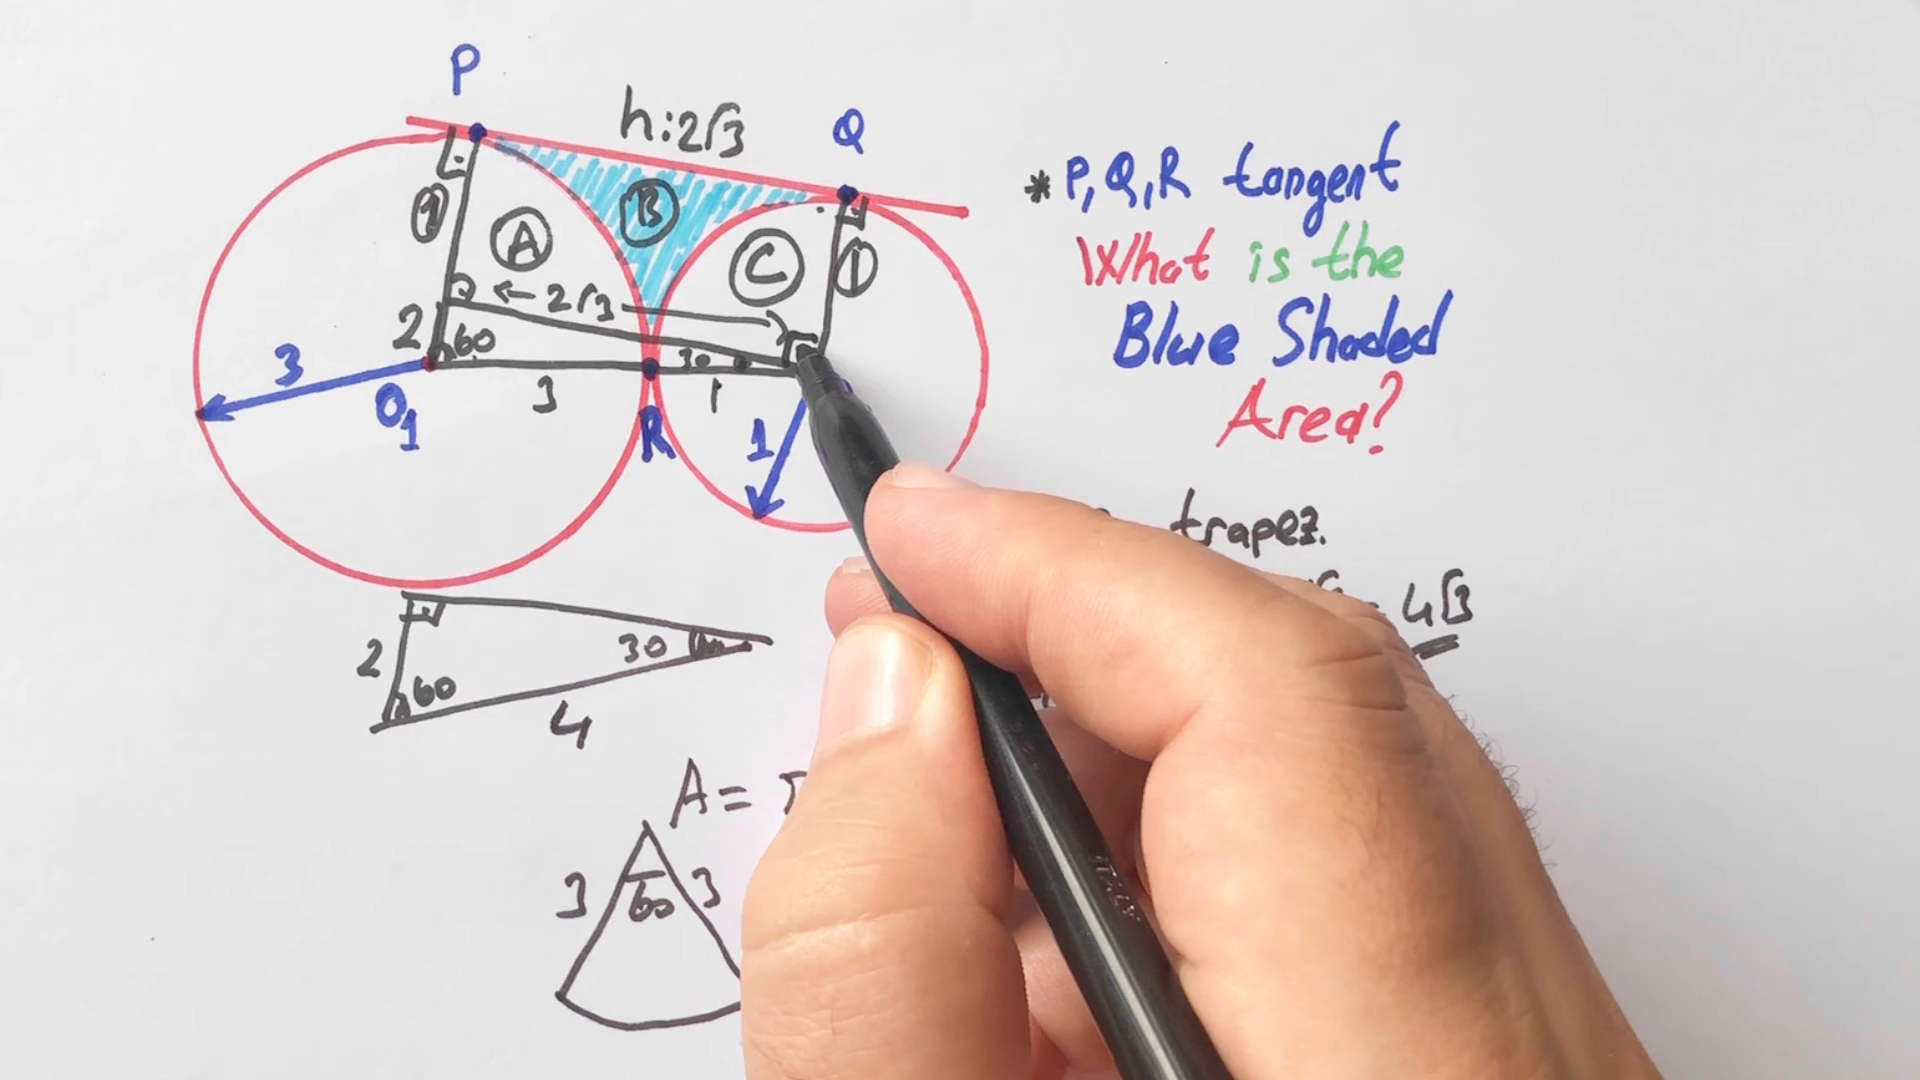 P
h:2√3
Q
*P,Q,R tangent
What is the
Blue Shaded
Area?
1
A
B
C
1
2√3
2
60
30
3
O1
3
R
1
1
trapez.
4√3
2
60
30
4
A=
3
60
3
ITALY